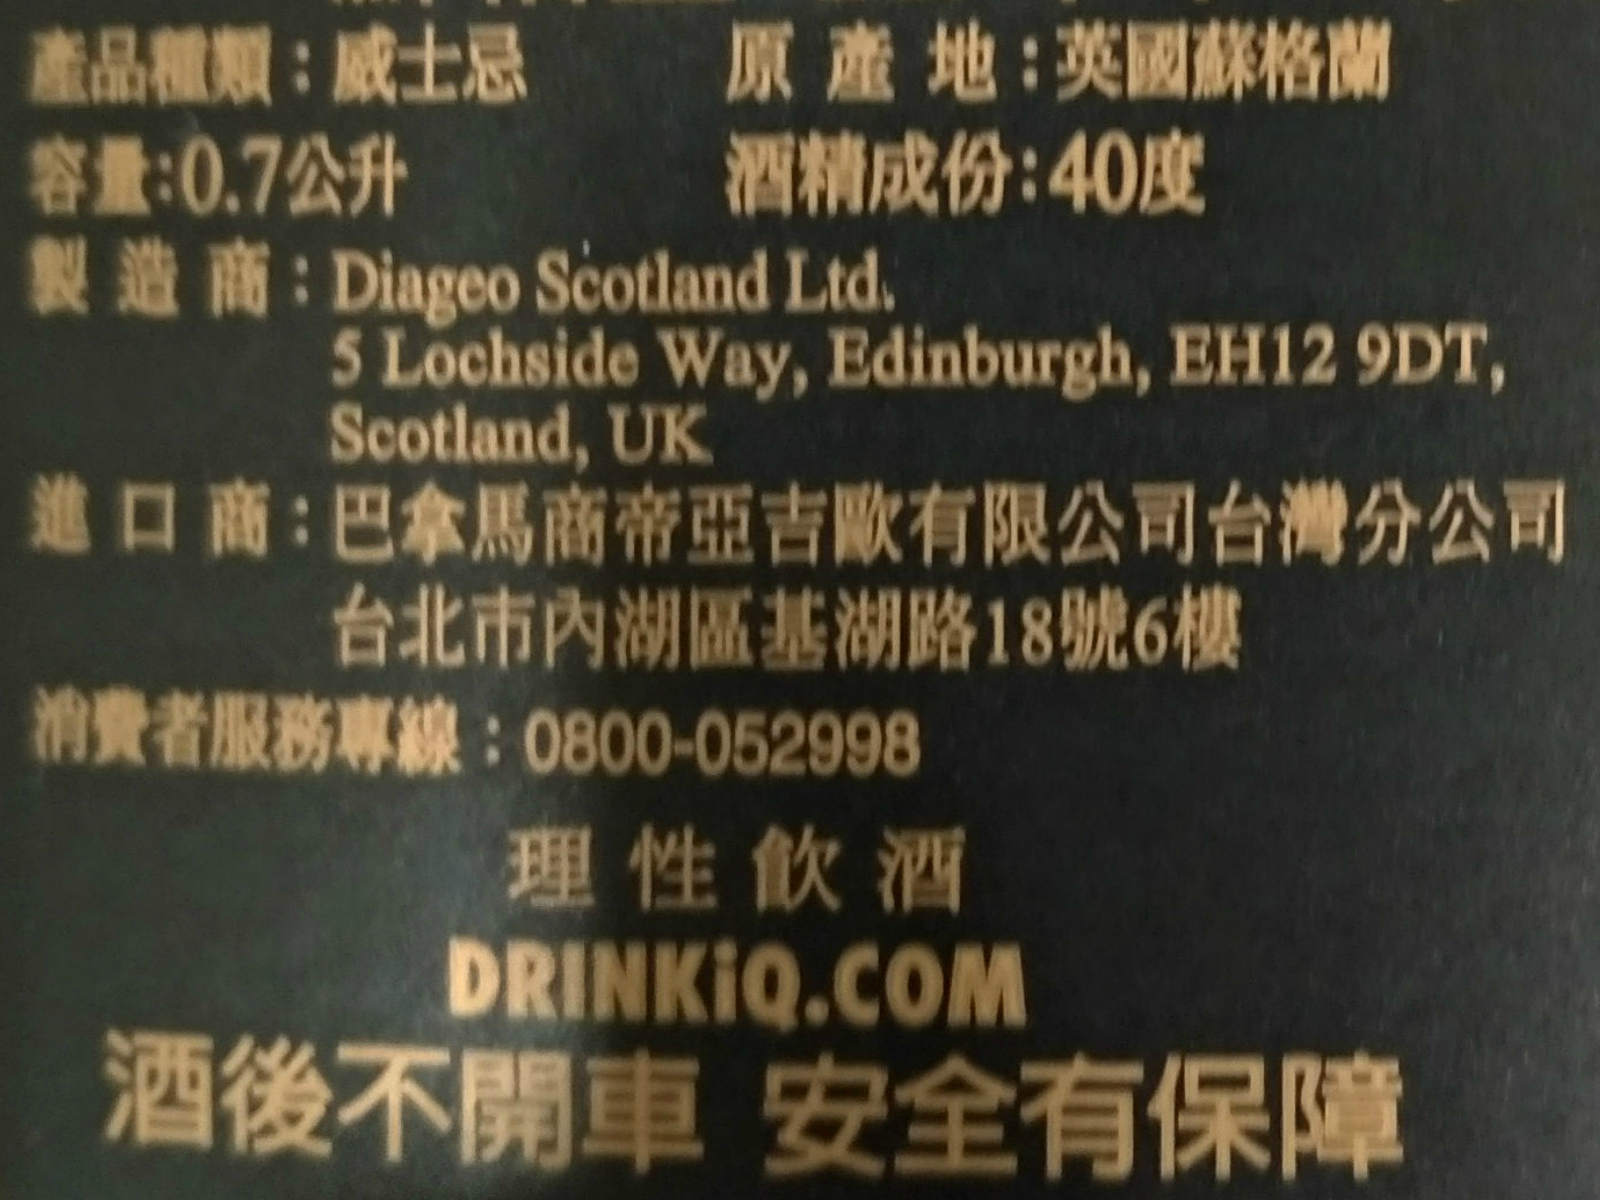 產品種類：威士忌 原產地：英國蘇格蘭
容量:0.7公升 酒精成份:40度
製造商：Diageo Scotland Ltd.
5 Lochside Way, Edinburgh, EH12 9DT,
Scotland, UK
進口商：巴拿馬商帝亞吉歐有限公司台灣分公司
台北市內湖區基湖路18號6樓
消費者服務專線：0800-052998
理性飲酒
DRINKiQ.COM
酒後不開車 安全有保障